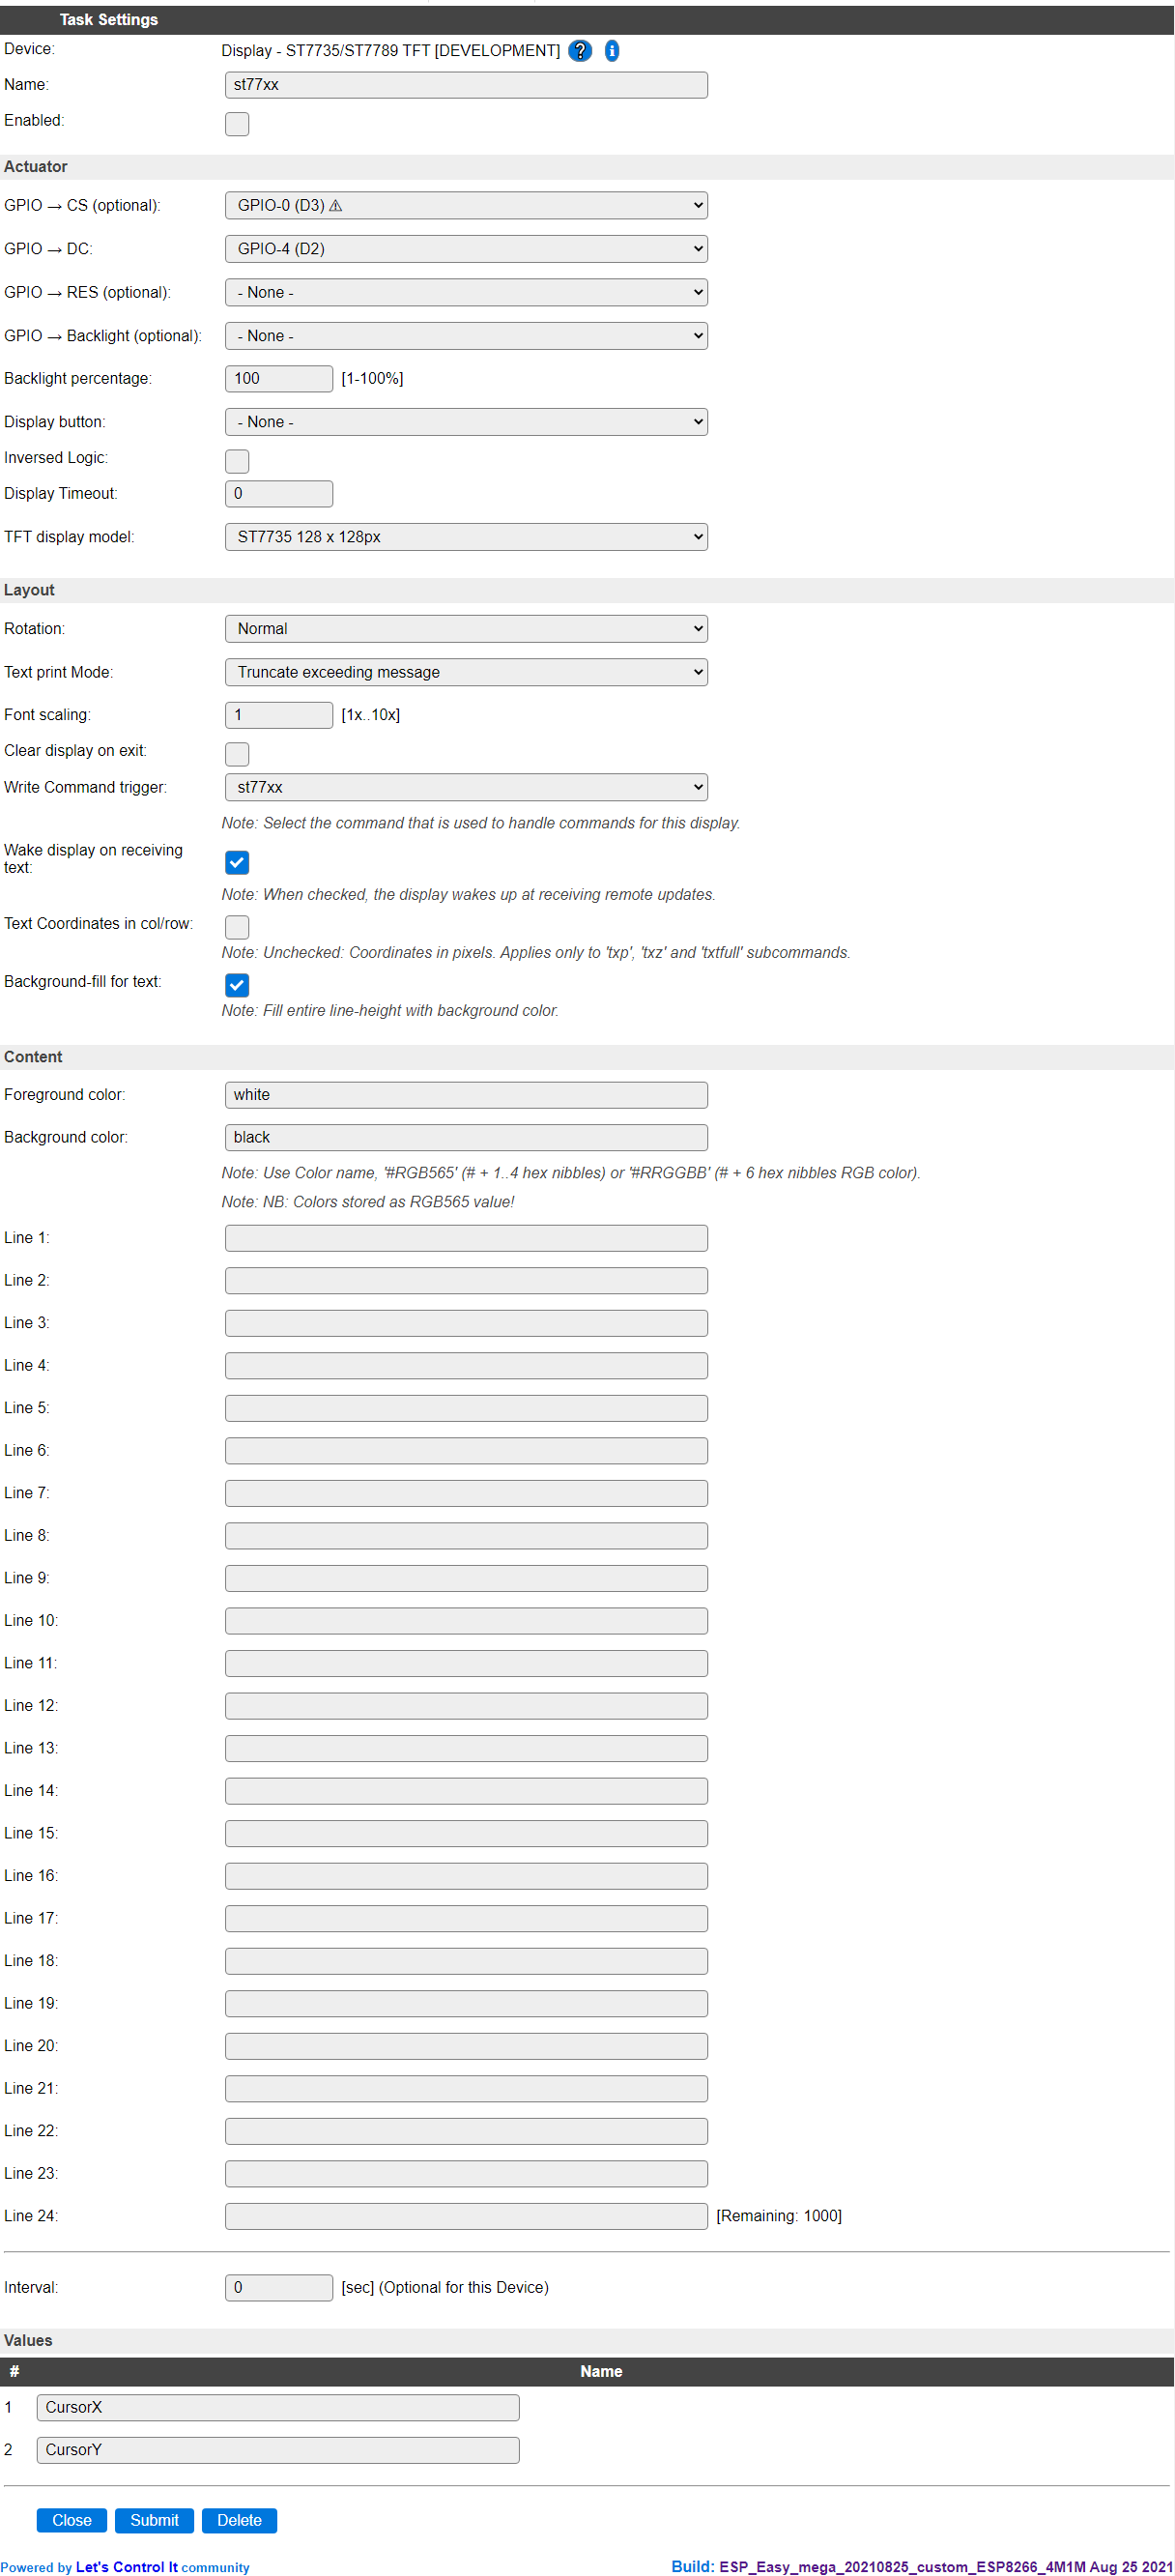 Task Settings
Device: Display - ST7735/ST7789 TFT [DEVELOPMENT] ? i
Name: st77xx
Enabled:
Actuator
GPIO → CS (optional): GPIO-0 (D3) ⚠
GPIO → DC: GPIO-4 (D2)
GPIO → RES (optional): - None -
GPIO → Backlight (optional): - None -
Backlight percentage: 100 [1-100%]
Display button: - None -
Inversed Logic:
Display Timeout: 0
TFT display model: ST7735 128 x 128px
Layout
Rotation: Normal
Text print Mode: Truncate exceeding message
Font scaling: 1 [1x..10x]
Clear display on exit:
Write Command trigger: st77xx
Note: Select the command that is used to handle commands for this display.
Wake display on receiving
text:
Note: When checked, the display wakes up at receiving remote updates.
Text Coordinates in col/row:
Note: Unchecked: Coordinates in pixels. Applies only to 'txp', 'txz' and 'txtfull' subcommands.
Background-fill for text:
Note: Fill entire line-height with background color.
Content
Foreground color: white
Background color: black
Note: Use Color name, '#RGB565' (# + 1..4 hex nibbles) or '#RRGGBB' (# + 6 hex nibbles RGB color).
Note: NB: Colors stored as RGB565 value!
Line 1:
Line 2:
Line 3:
Line 4:
Line 5:
Line 6:
Line 7:
Line 8:
Line 9:
Line 10:
Line 11:
Line 12:
Line 13:
Line 14:
Line 15:
Line 16:
Line 17:
Line 18:
Line 19:
Line 20:
Line 21:
Line 22:
Line 23:
Line 24: [Remaining: 1000]
Interval: 0 [sec] (Optional for this Device)
Values
# Name
1 CursorX
2 CursorY
Close Submit Delete
Powered by Let's Control It community Build: ESP_Easy_mega_20210825_custom_ESP8266_4M1M Aug 25 2021